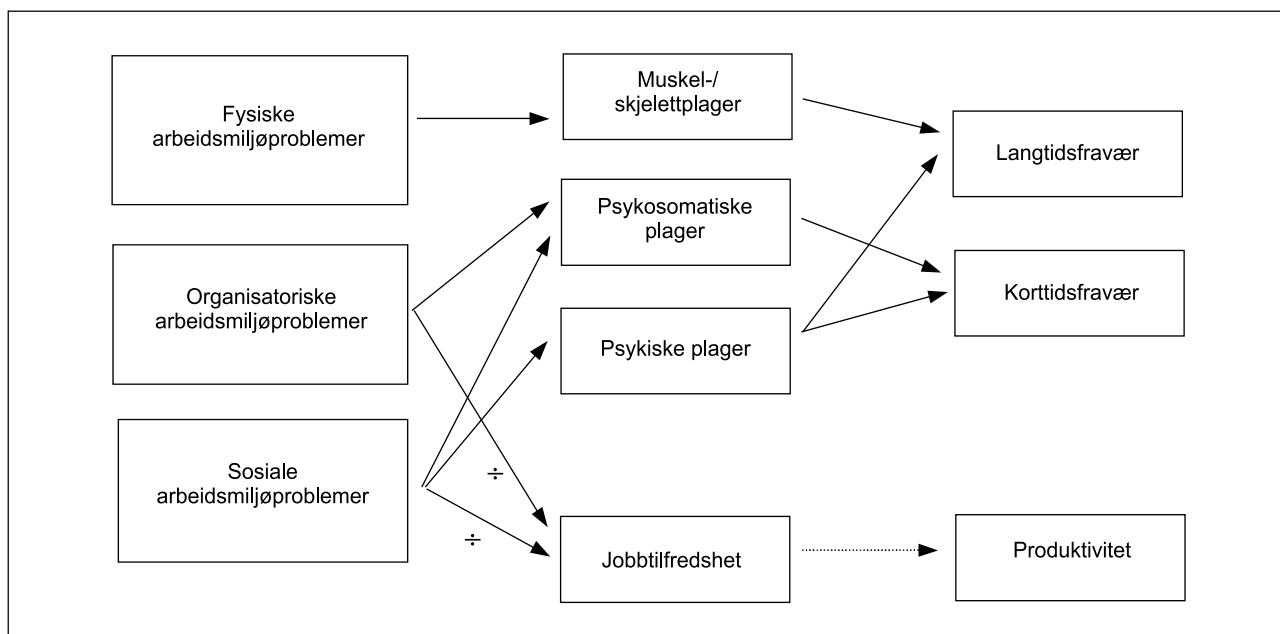 Fysiske
arbeidsmiljøproblemer
Organisatoriske
arbeidsmiljøproblemer
Sosiale
arbeidsmiljøproblemer
÷
÷
Muskel-/
skjelettplager
Psykosomatiske
plager
Psykiske plager
Jobbtilfredshet
Langtidsfravær
Korttidsfravær
Produktivitet